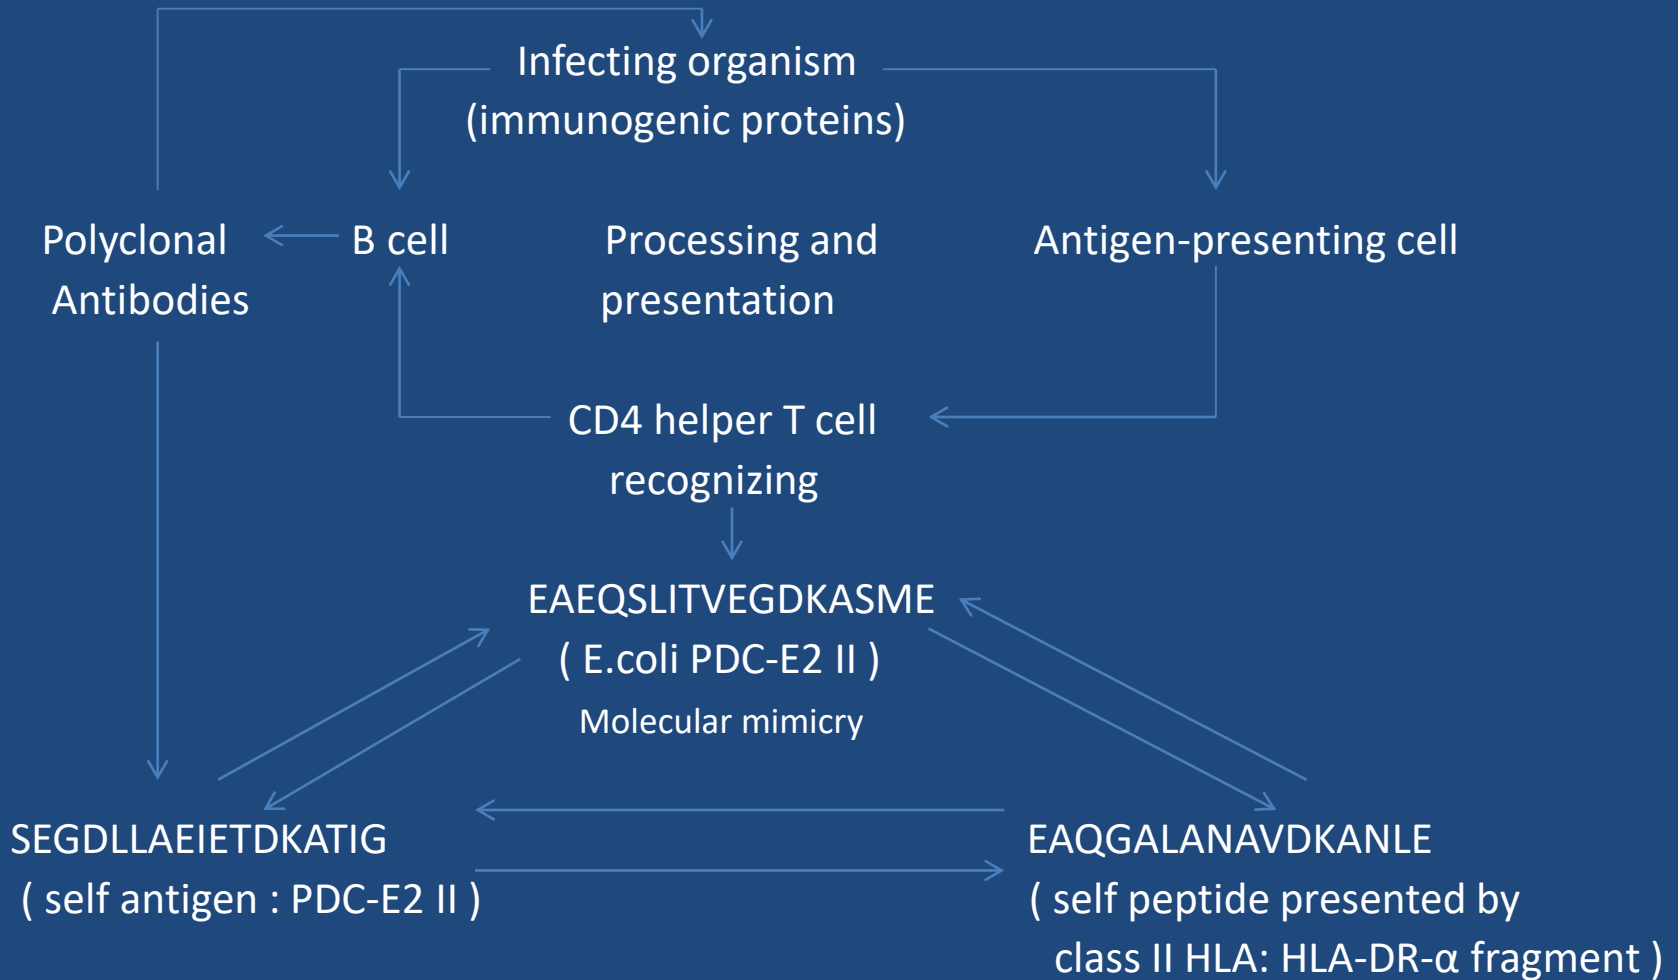 Infecting organism
(immunogenic proteins)
Polyclonal
Antibodies
B cell
Processing and
presentation
Antigen-presenting cell
CD4 helper T cell
recognizing
EAEQSLITVEGDKASME
( E.coli PDC-E2 II )
Molecular mimicry
SEGDLLAEIETDKATIG
( self antigen : PDC-E2 II )
EAQGALANAVDKANLE
( self peptide presented by
class II HLA: HLA-DR-α fragment )